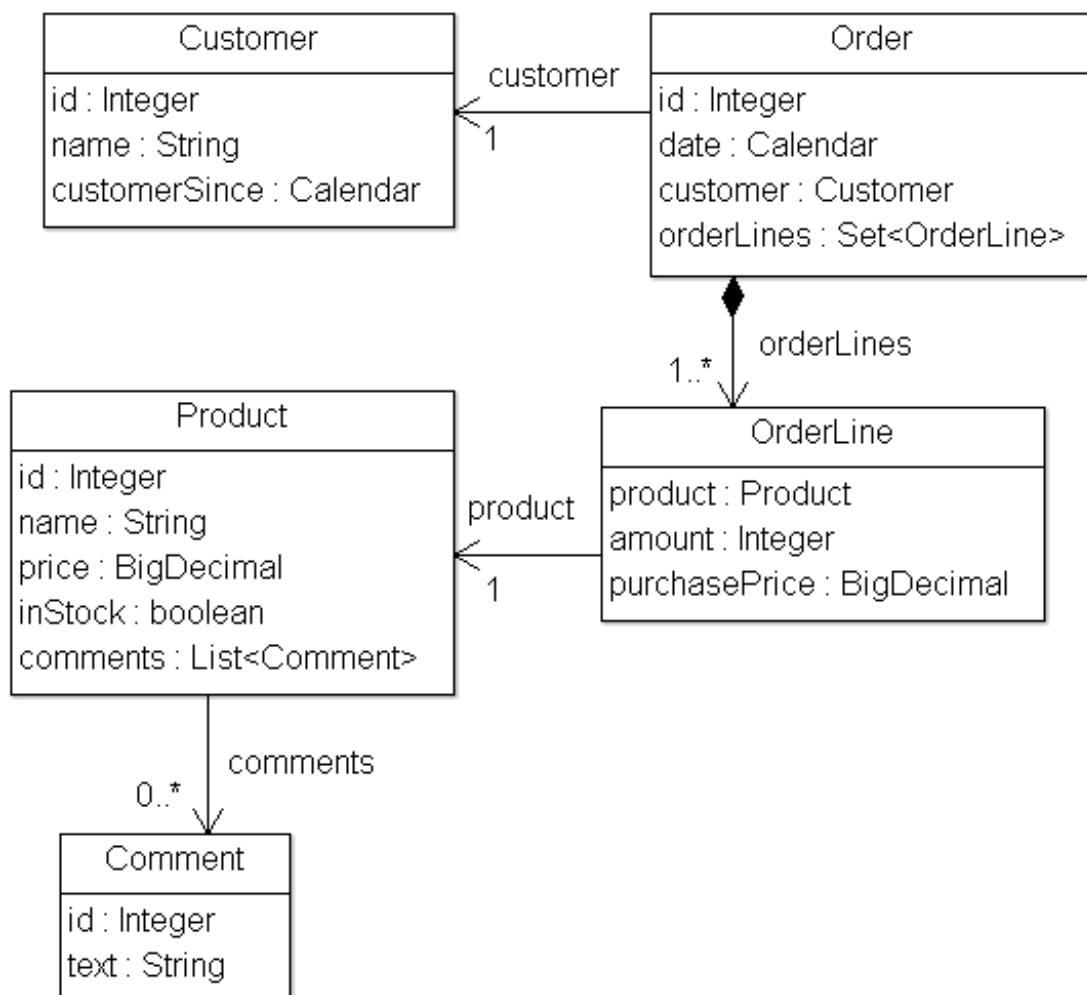 Customer
id : Integer
name : String
customerSince : Calendar
customer
1
Order
id : Integer
date : Calendar
customer : Customer
orderLines : Set<OrderLine>
orderLines
1..*
Product
id : Integer
name : String
price : BigDecimal
inStock : boolean
comments : List<Comment>
product
1
OrderLine
product : Product
amount : Integer
purchasePrice : BigDecimal
comments
0..*
Comment
id : Integer
text : String